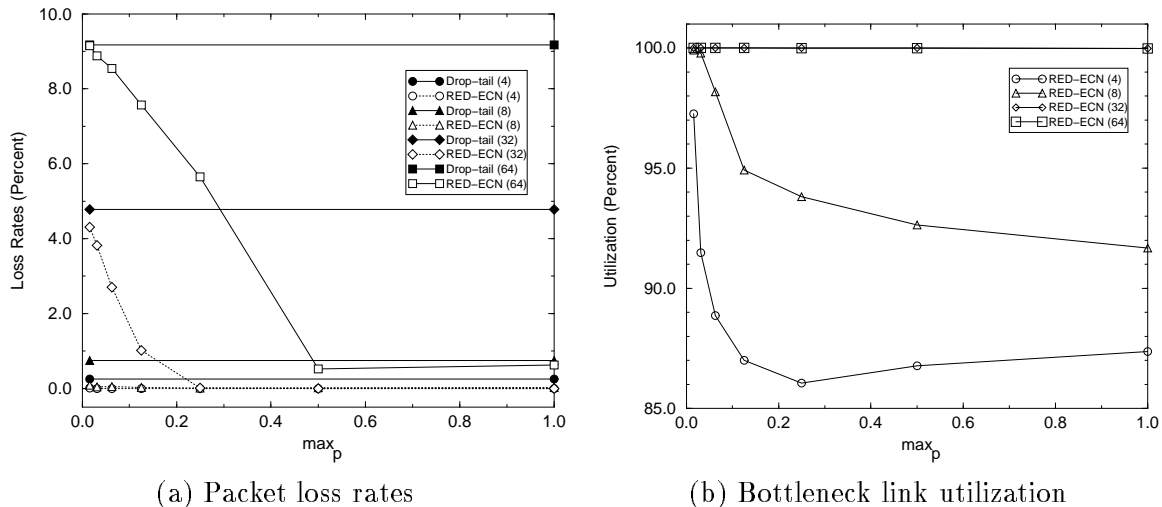 10.0
8.0
6.0
4.0
2.0
0.0
Loss Rates (Percent)
0.0 0.2 0.4 0.6 0.8 1.0
max_p
Drop−tail (4)
RED−ECN (4)
Drop−tail (8)
RED−ECN (8)
Drop−tail (32)
RED−ECN (32)
Drop−tail (64)
RED−ECN (64)
(a) Packet loss rates
100.0
95.0
90.0
85.0
Utilization (Percent)
0.0 0.2 0.4 0.6 0.8 1.0
max_p
RED−ECN (4)
RED−ECN (8)
RED−ECN (32)
RED−ECN (64)
(b) Bottleneck link utilization